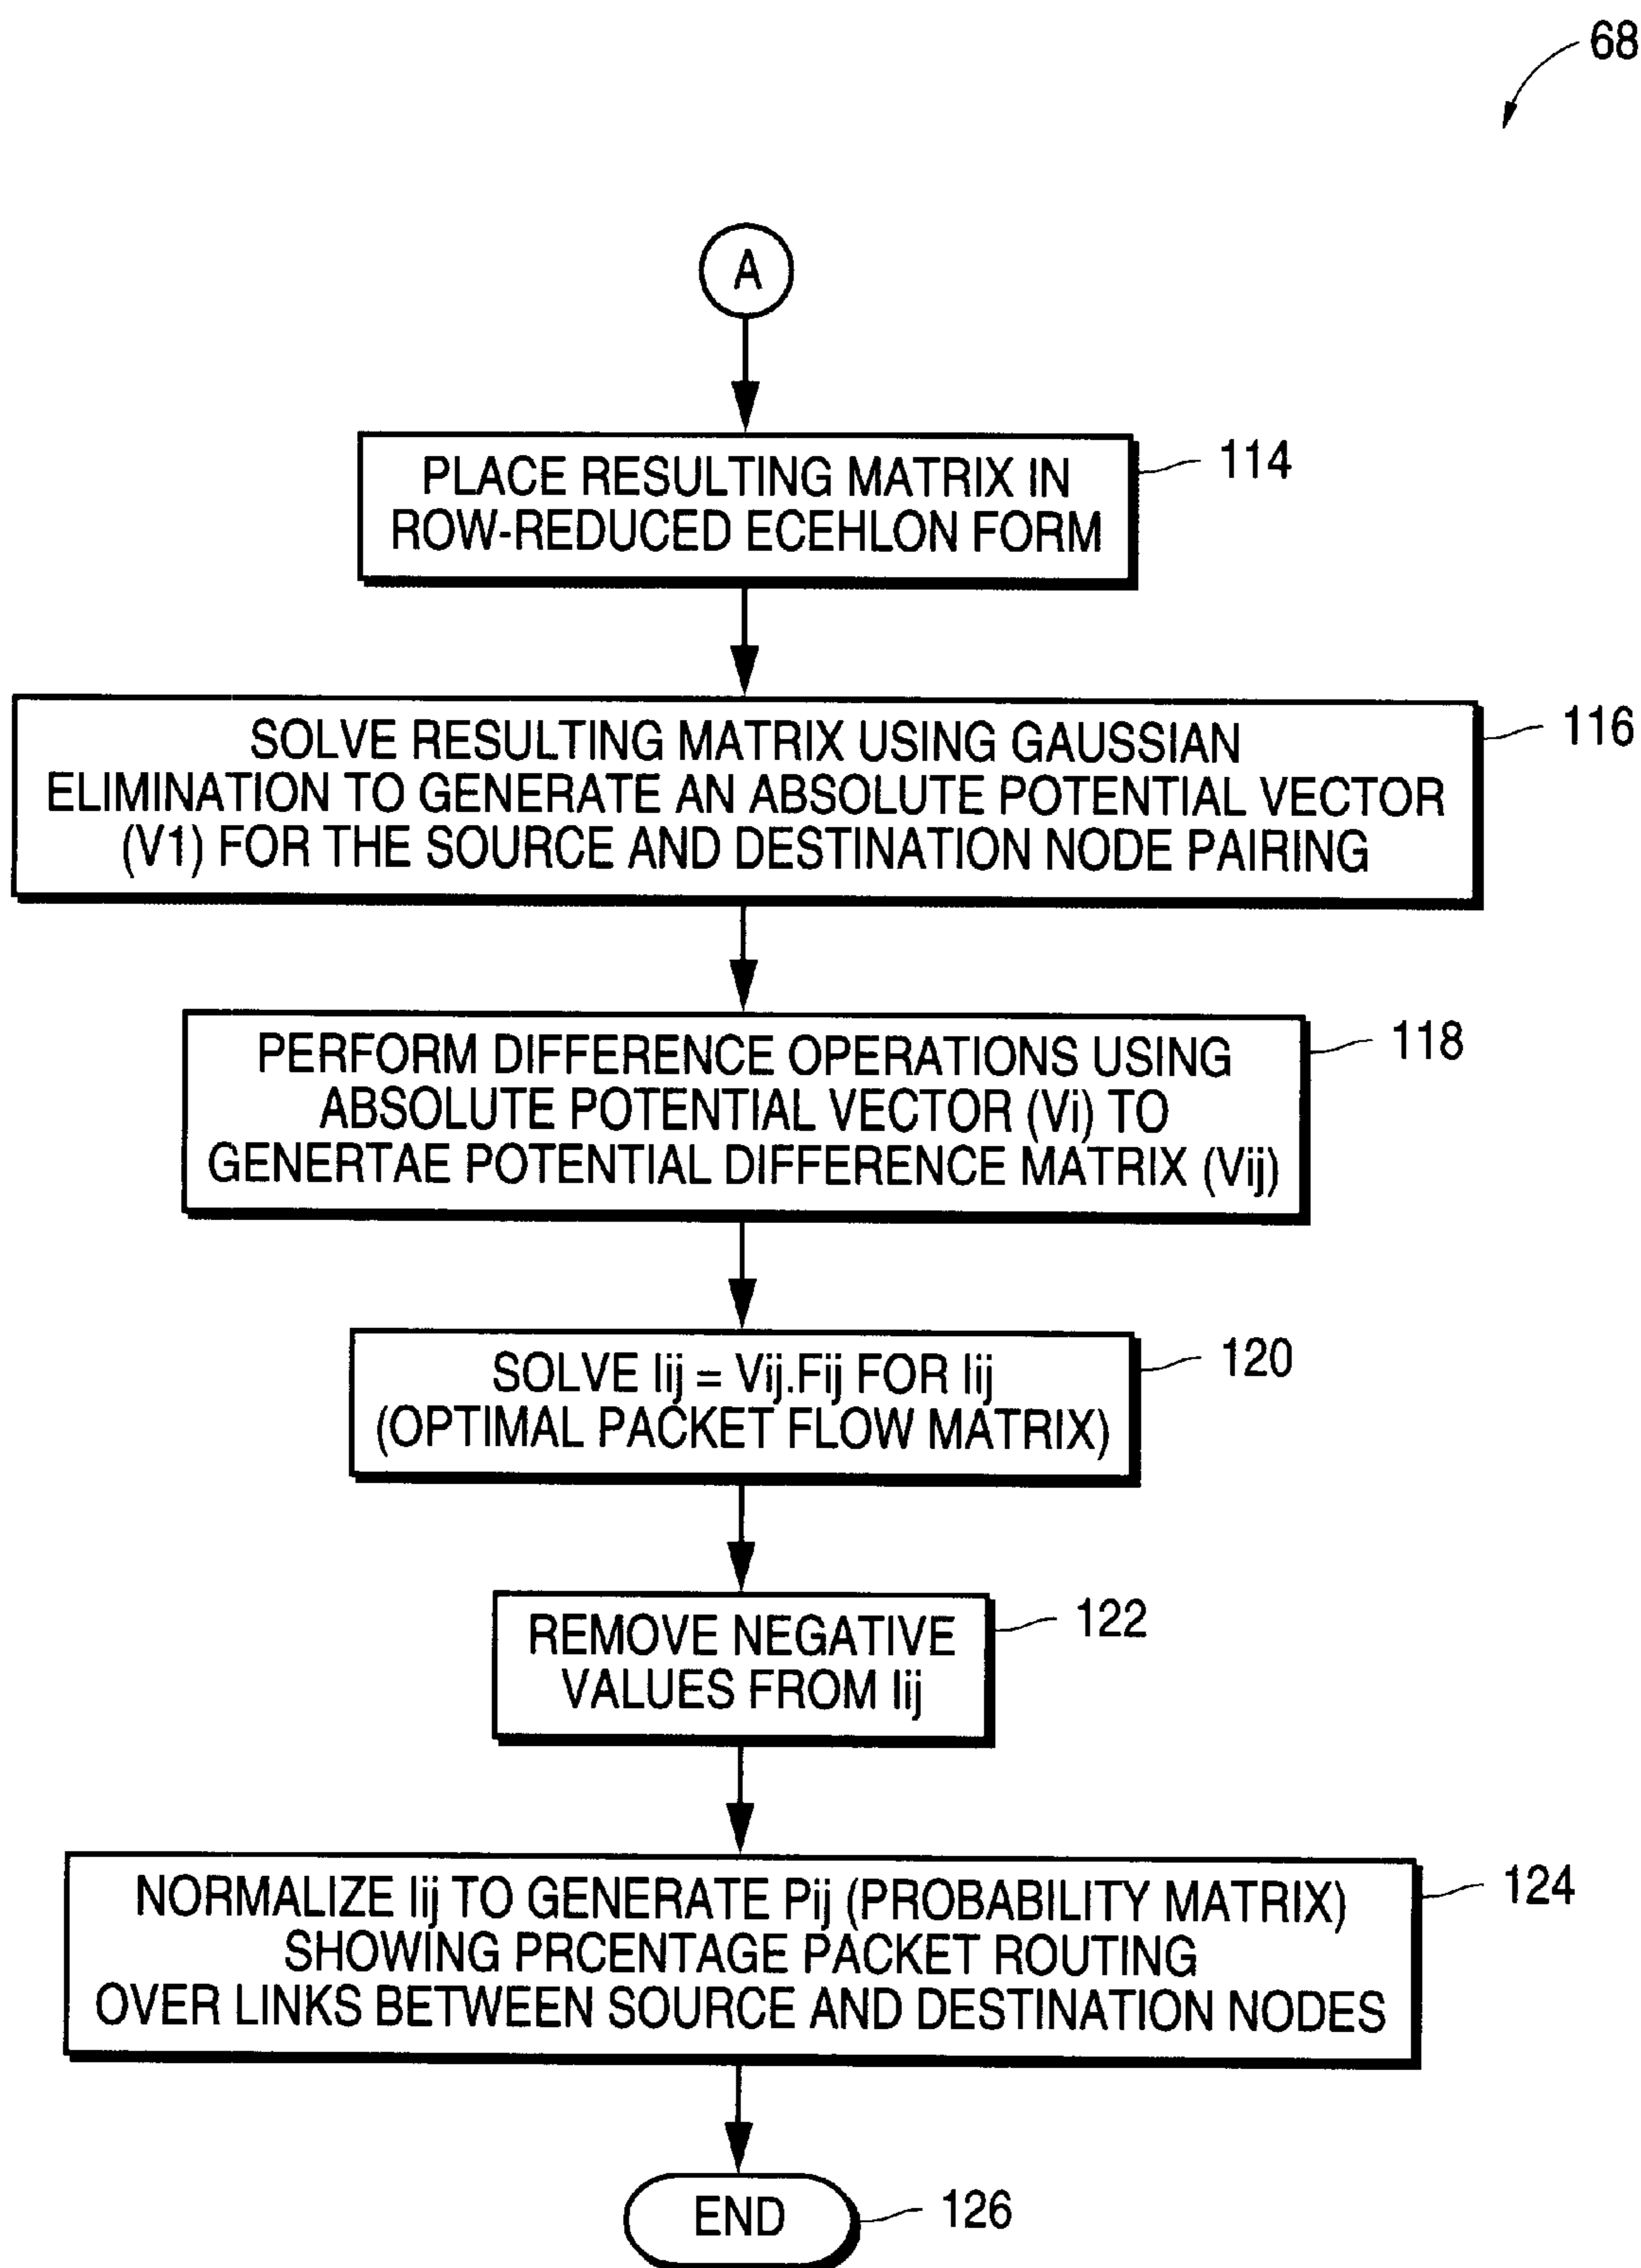 68
A
PLACE RESULTING MATRIX IN
ROW-REDUCED ECEHLON FORM
114
SOLVE RESULTING MATRIX USING GAUSSIAN
ELIMINATION TO GENERATE AN ABSOLUTE POTENTIAL VECTOR
(V1) FOR THE SOURCE AND DESTINATION NODE PAIRING
116
PERFORM DIFFERENCE OPERATIONS USING
ABSOLUTE POTENTIAL VECTOR (Vi) TO
GENERTAE POTENTIAL DIFFERENCE MATRIX (Vij)
118
SOLVE Iij = Vij.Fij FOR Iij
(OPTIMAL PACKET FLOW MATRIX)
120
REMOVE NEGATIVE
VALUES FROM Iij
122
NORMALIZE Iij TO GENERATE Pij (PROBABILITY MATRIX)
SHOWING PRCENTAGE PACKET ROUTING
OVER LINKS BETWEEN SOURCE AND DESTINATION NODES
124
END
126